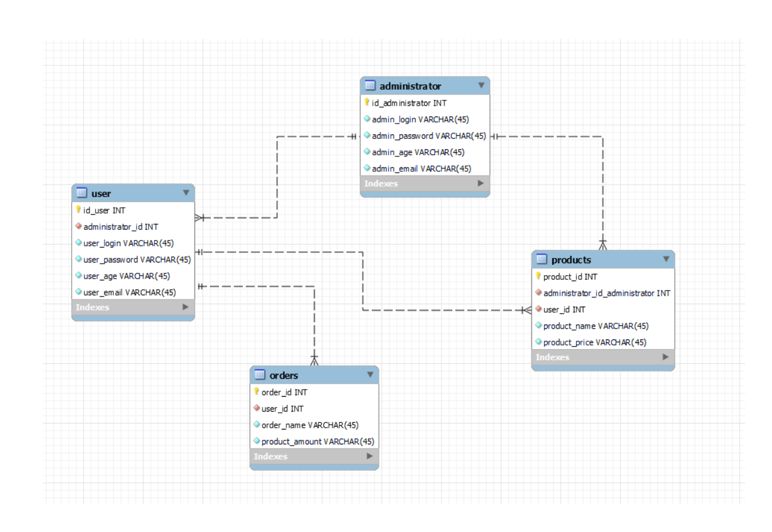 administrator
id_administrator INT
admin_login VARCHAR(45)
admin_password VARCHAR(45)
admin_age VARCHAR(45)
admin_email VARCHAR(45)
Indexes
user
id_user INT
administrator_id INT
user_login VARCHAR(45)
user_password VARCHAR(45)
user_age VARCHAR(45)
user_email VARCHAR(45)
Indexes
products
product_id INT
administrator_id_administrator INT
user_id INT
product_name VARCHAR(45)
product_price VARCHAR(45)
Indexes
orders
order_id INT
user_id INT
order_name VARCHAR(45)
product_amount VARCHAR(45)
Indexes